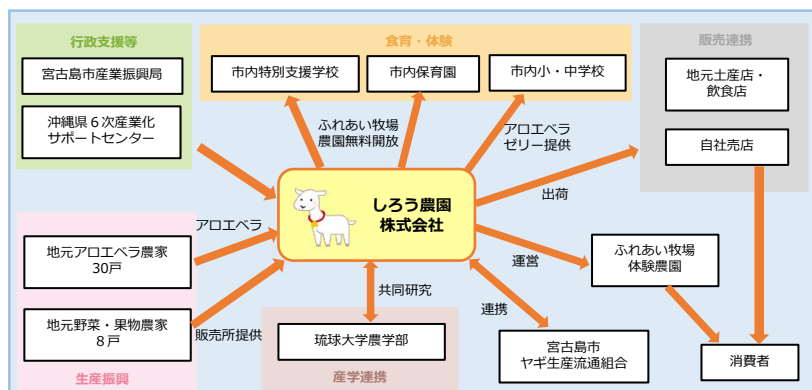 行政支援等
宮古島市産業振興局
沖縄県６次産業化
サポートセンター
食育・体験
市内特別支援学校
市内保育園
市内小・中学校
販売連携
地元土産店・
飲食店
自社売店
ふれあい牧場
農園無料開放
アロエベラ
ゼリー提供
出荷
しろう農園
株式会社
アロエベラ
地元アロエベラ農家
30戸
地元野菜・果物農家
８戸
販売所提供
生産振興
共同研究
琉球大学農学部
産学連携
運営
ふれあい牧場
体験農園
連携
宮古島市
ヤギ生産流通組合
消費者